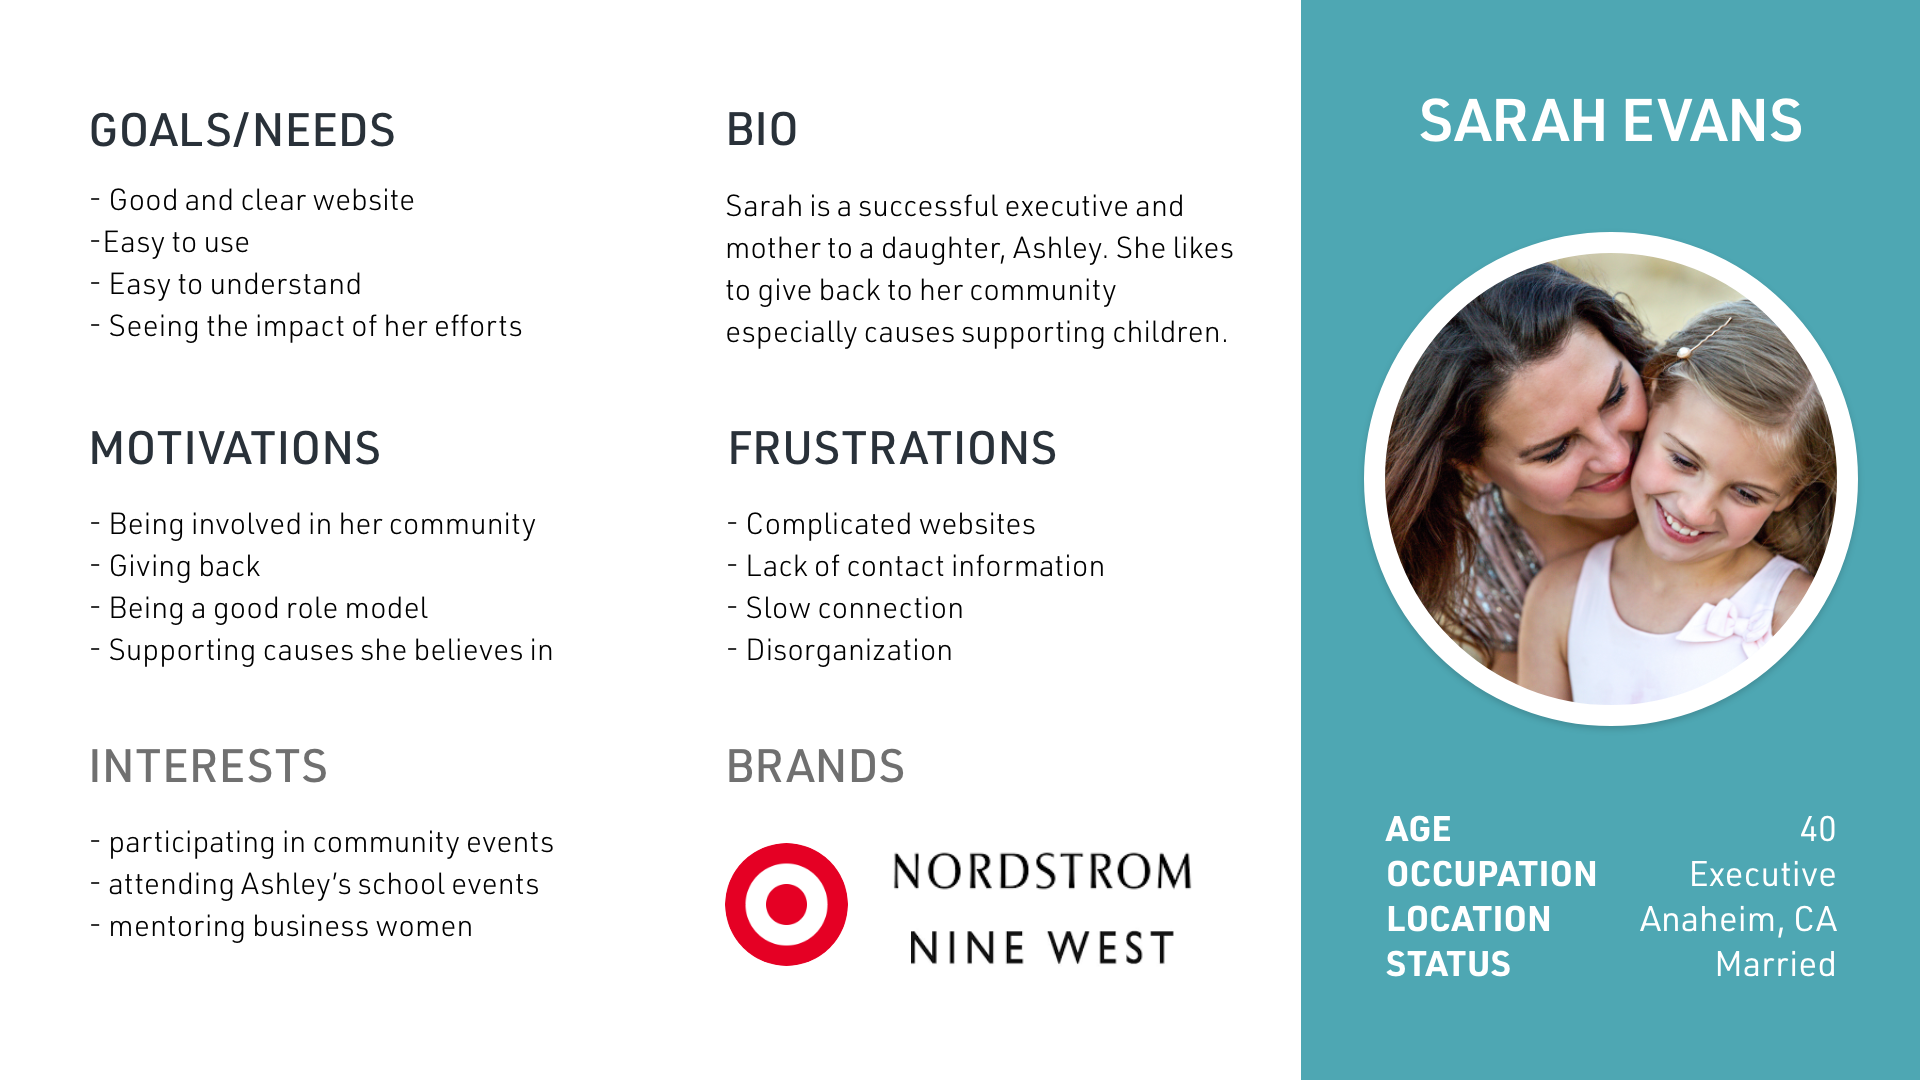 GOALS/NEEDS
- Good and clear website
-Easy to use
- Easy to understand
- Seeing the impact of her efforts
MOTIVATIONS
- Being involved in her community
- Giving back
- Being a good role model
- Supporting causes she believes in
INTERESTS
- participating in community events
- attending Ashley's school events
- mentoring business women
BIO
Sarah is a successful executive and
mother to a daughter, Ashley. She likes
to give back to her community
especially causes supporting children.
FRUSTRATIONS
- Complicated websites
- Lack of contact information
- Slow connection
- Disorganization
BRANDS
NORDSTROM
NINE WEST
SARAH EVANS
AGE 40
OCCUPATION Executive
LOCATION Anaheim, CA
STATUS Married